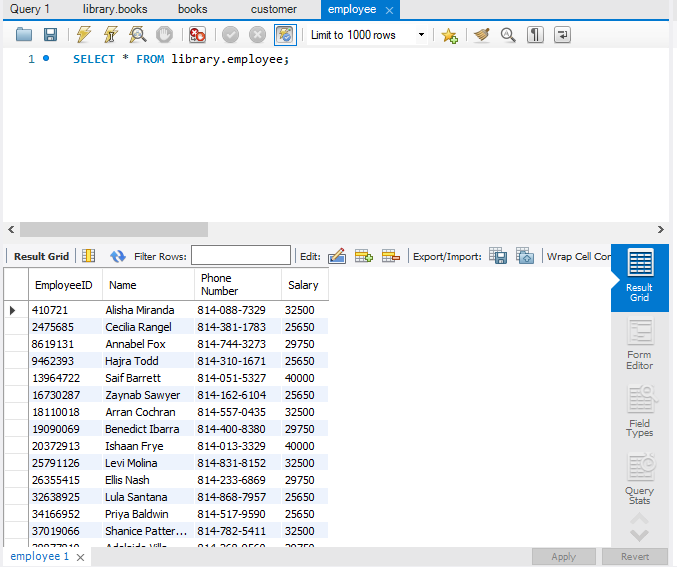 Query 1 library.books books customer employee
Limit to 1000 rows
1 SELECT * FROM library.employee;
Result Grid Filter Rows: Edit: Export/Import: Wrap Cell Cor
EmployeeID Name Phone Number Salary
410721 Alisha Miranda 814-088-7329 32500
2475685 Cecilia Rangel 814-381-1783 25650
8619131 Annabel Fox 814-744-3273 29750
9462393 Hajra Todd 814-310-1671 25650
13964722 Saif Barrett 814-051-5327 40000
16730287 Zaynab Sawyer 814-162-6104 25650
18110018 Arran Cochran 814-557-0435 32500
19090069 Benedict Ibarra 814-400-8380 29750
20372913 Ishaan Frye 814-013-3329 40000
25791126 Levi Molina 814-831-8152 32500
26355415 Ellis Nash 814-233-6869 29750
32638925 Lula Santana 814-868-7957 25650
34166952 Priya Baldwin 814-517-9590 25650
37019066 Shanice Patter... 814-782-5411 32500
Result
Grid
Form
Editor
Field
Types
Query
Stats
employee 1 Apply Revert